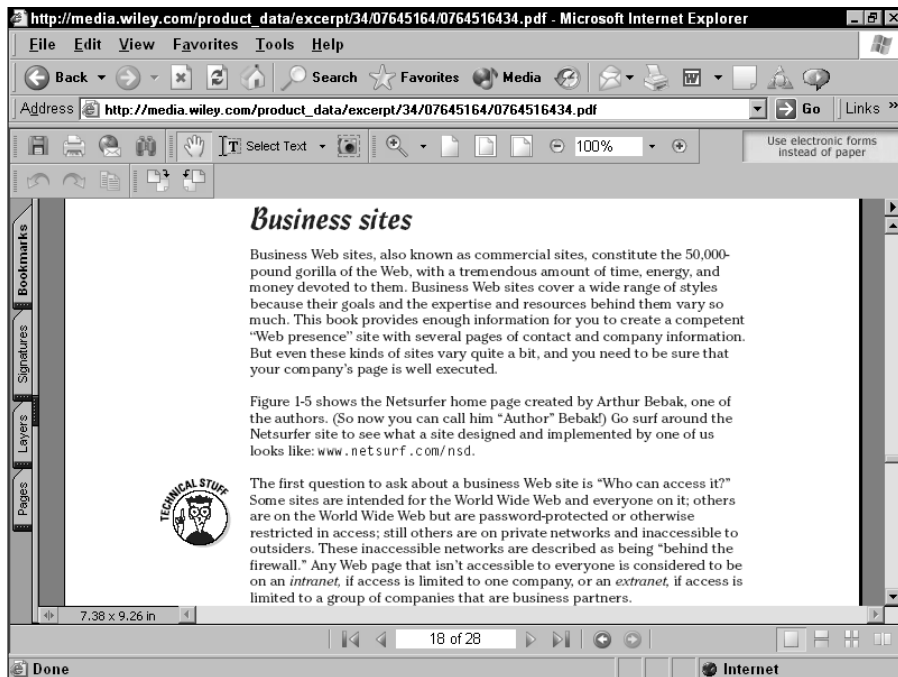 http://media.wiley.com/product_data/excerpt/34/07645164/0764516434.pdf - Microsoft Internet Explorer
File Edit View Favorites Tools Help
Back Search Favorites Media
Address http://media.wiley.com/product_data/excerpt/34/07645164/0764516434.pdf Go Links »
Select Text 100% Use electronic forms
instead of paper
Bookmarks
Signatures
Layers
Pages
Business sites
Business Web sites, also known as commercial sites, constitute the 50,000-
pound gorilla of the Web, with a tremendous amount of time, energy, and
money devoted to them. Business Web sites cover a wide range of styles
because their goals and the expertise and resources behind them vary so
much. This book provides enough information for you to create a competent
“Web presence” site with several pages of contact and company information.
But even these kinds of sites vary quite a bit, and you need to be sure that
your company’s page is well executed.
Figure 1-5 shows the Netsurfer home page created by Arthur Bebak, one of
the authors. (So now you can call him “Author” Bebak!) Go surf around the
Netsurfer site to see what a site designed and implemented by one of us
looks like: www.netsurf.com/nsd.
TECHNICAL STUFF
The first question to ask about a business Web site is “Who can access it?”
Some sites are intended for the World Wide Web and everyone on it; others
are on the World Wide Web but are password-protected or otherwise
restricted in access; still others are on private networks and inaccessible to
outsiders. These inaccessible networks are described as being “behind the
firewall.” Any Web page that isn’t accessible to everyone is considered to be
on an intranet, if access is limited to one company, or an extranet, if access is
limited to a group of companies that are business partners.
7.38 x 9.26 in
18 of 28
Done Internet